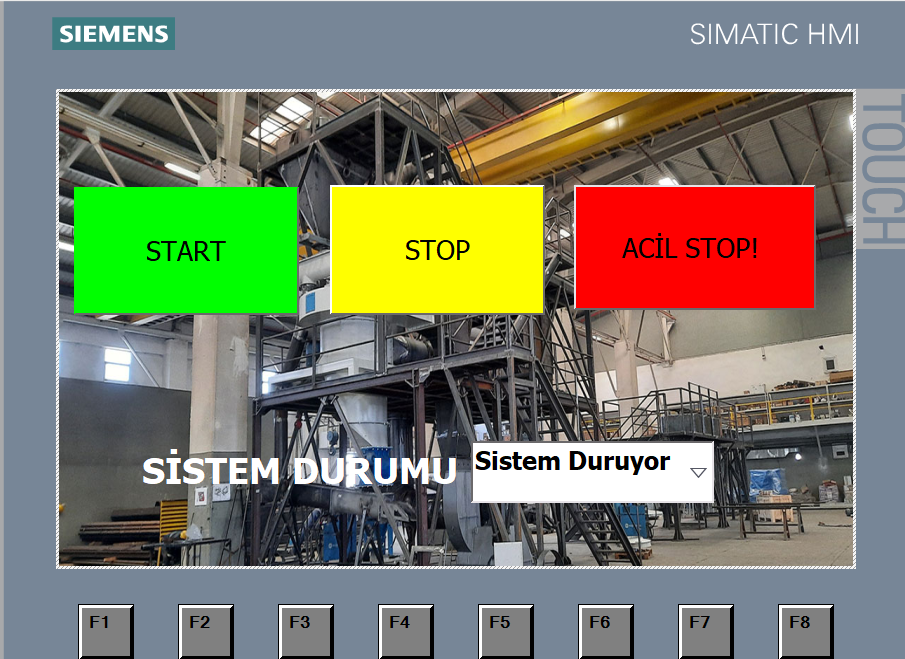 SIEMENS
SIMATIC HMI
TOUCH
START
STOP
ACİL STOP!
SİSTEM DURUMU
Sistem Duruyor
F1
F2
F3
F4
F5
F6
F7
F8